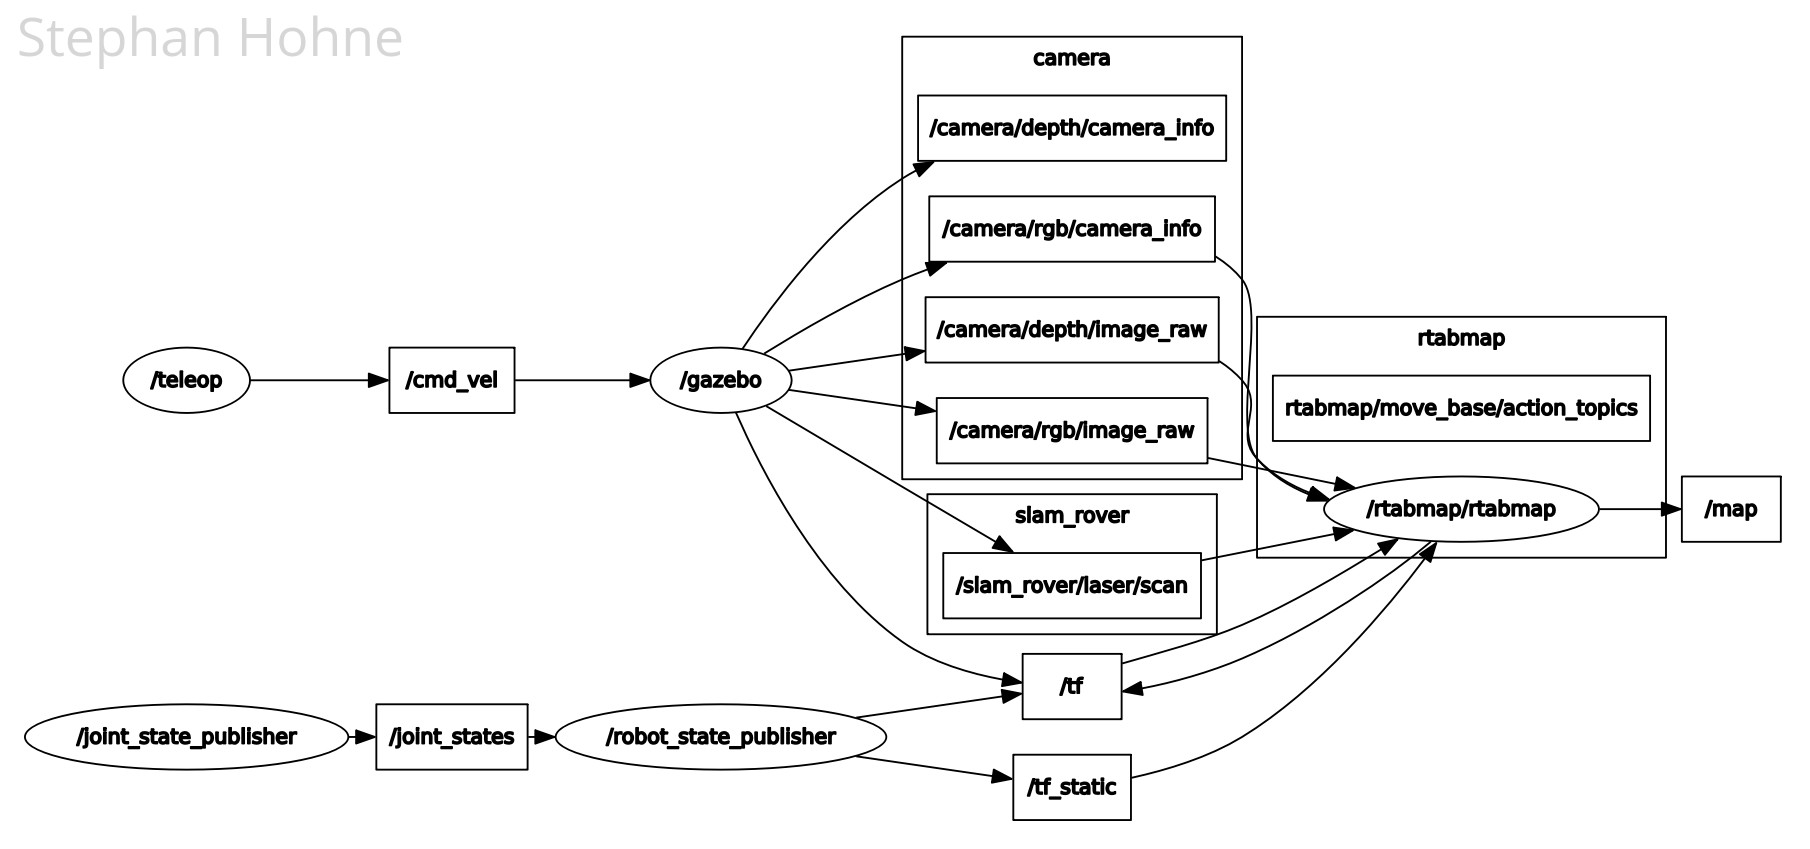 Stephan Hohne
camera
/camera/depth/camera_info
/camera/rgb/camera_info
/camera/depth/image_raw
/camera/rgb/image_raw
rtabmap
rtabmap/move_base/action_topics
/rtabmap/rtabmap
/map
/teleop
/cmd_vel
/gazebo
slam_rover
/slam_rover/laser/scan
/tf
/joint_state_publisher
/joint_states
/robot_state_publisher
/tf_static